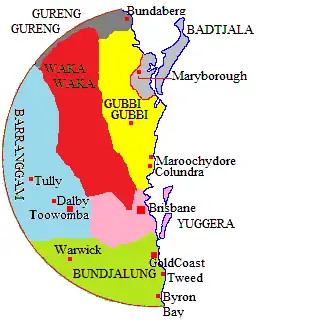 GURENG
GURENG
Bundaberg
BADTJALA
WAKA
WAKA
Maryborough
GUBBI
GUBBI
BARRANGGAM
Maroochydore
Colundra
Tully
Dalby
Toowomba
Brisbane
YUGGERA
Warwick
GoldCoast
BUNDJALUNG
Tweed
Byron
Bay